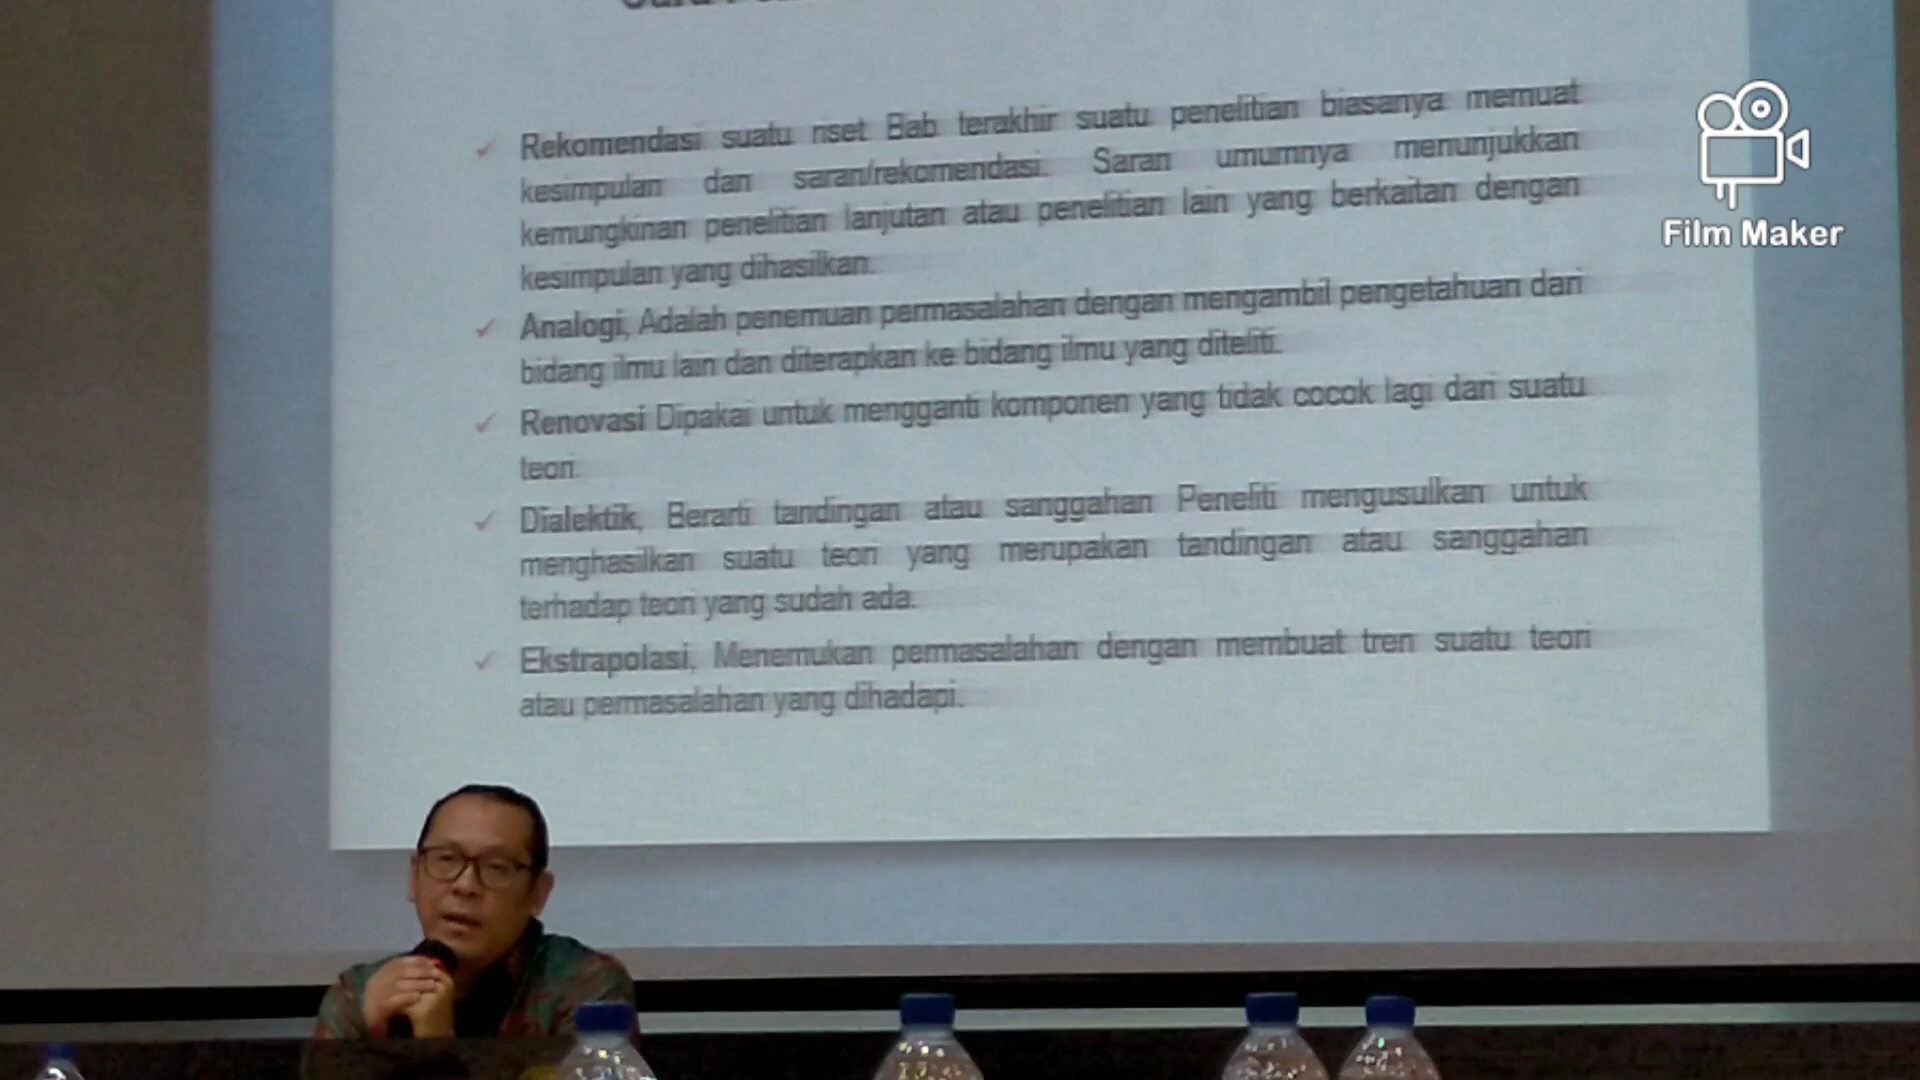 Cara
Rekomendasi suatu riset Bab terakhir suatu penelitian biasanya memuat
kesimpulan dan saran/rekomendasi. Saran umumnya menunjukkan
kemungkinan penelitian lanjutan atau penelitian lain yang berkaitan dengan
kesimpulan yang dihasilkan.
Analogi, Adalah penemuan permasalahan dengan mengambil pengetahuan dari
bidang ilmu lain dan diterapkan ke bidang ilmu yang diteliti.
Renovasi Dipakai untuk mengganti komponen yang tidak cocok lagi dari suatu
teori.
Dialektik, Berarti tandingan atau sanggahan Peneliti mengusulkan untuk
menghasilkan suatu teori yang merupakan tandingan atau sanggahan
terhadap teori yang sudah ada.
Ekstrapolasi, Menemukan permasalahan dengan membuat tren suatu teori
atau permasalahan yang dihadapi.
Film Maker